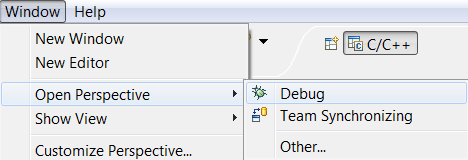 Window Help
New Window
New Editor
C/C++
Open Perspective
Debug
Show View
Team Synchronizing
Customize Perspective...
Other...